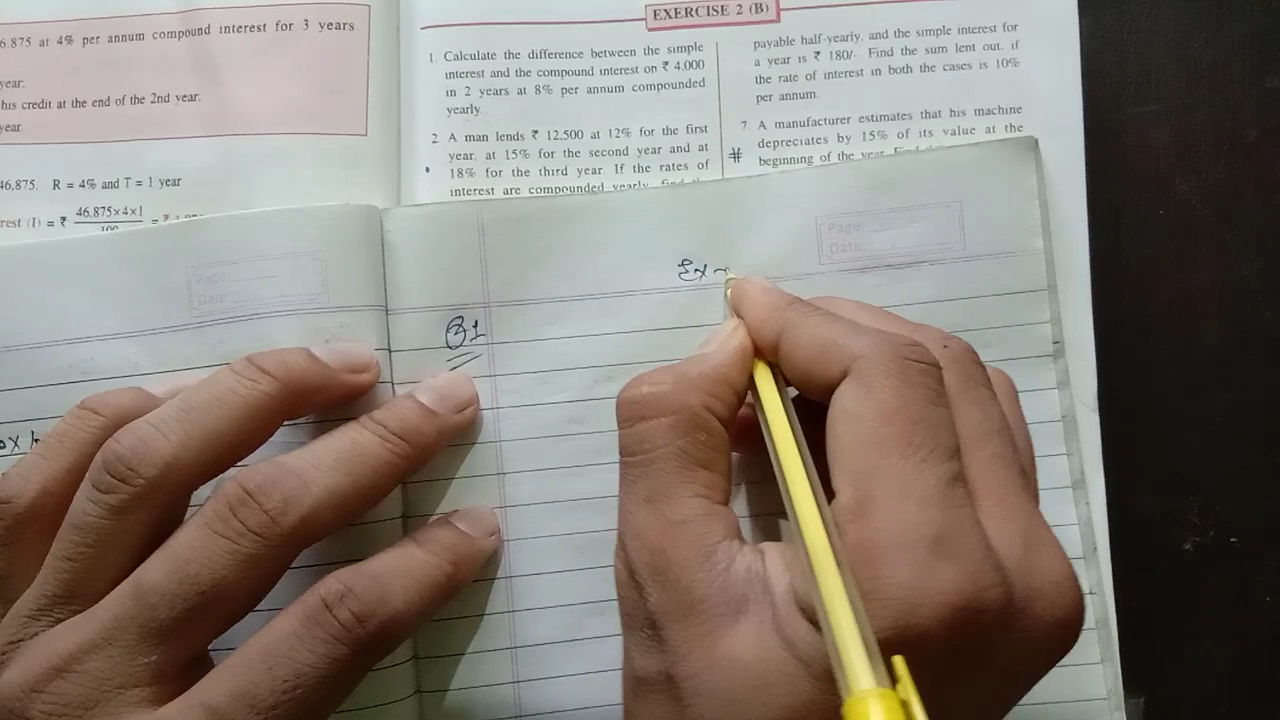 6.875 at 4% per annum compound interest for 3 years
year.
his credit at the end of the 2nd year.
year
46,875. R = 4% and T = 1 year
rest (I) = ₹ 46,875×4×1
100
EXERCISE 2 (B)
1. Calculate the difference between the simple
interest and the compound interest on ₹ 4,000
in 2 years at 8% per annum compounded
yearly.
2. A man lends ₹ 12,500 at 12% for the first
year, at 15% for the second year and at
18% for the third year. If the rates of
interest are compounded yearly,
payable half-yearly, and the simple interest for
a year is ₹ 180/-. Find the sum lent out, if
the rate of interest in both the cases is 10%
per annum.
7. A manufacturer estimates that his machine
depreciates by 15% of its value at the
# beginning of the year.
Page:
Date:
Page:
Date:
Ex
Q1